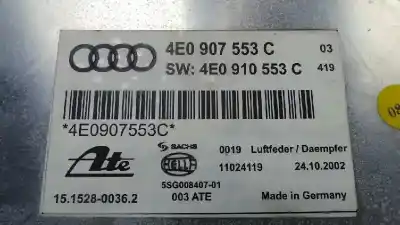 4E0 907 553 C 03
SW: 4E0 910 553 C 419
*4E0907553C*
Ate
SACHS
HELLA
0019 Luftfeder / Daempfer
11024119 24.10.2002
5SG008407-01
15.1528-0036.2 003 ATE Made in Germany